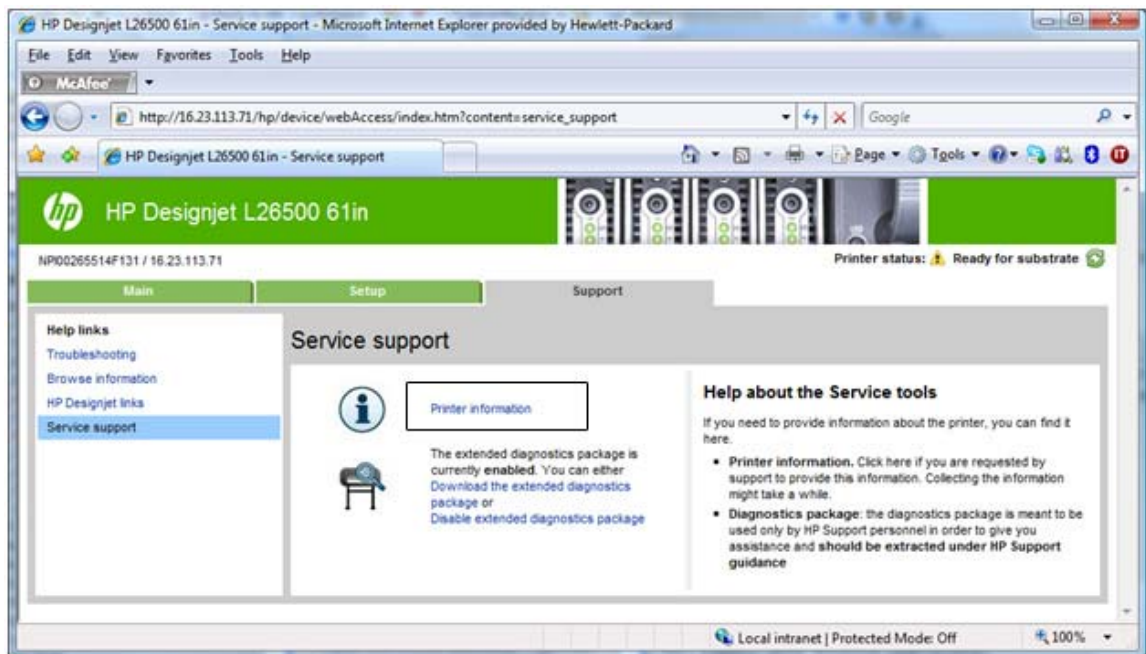 HP Designjet L26500 61in - Service support - Microsoft Internet Explorer provided by Hewlett-Packard
File Edit View Favorites Tools Help
McAfee
http://16.23.113.71/hp/device/webAccess/index.htm?content=service_support
Google
HP Designjet L26500 61in - Service support
Page Tools
hp HP Designjet L26500 61in
NPI00265514F131 / 16.23.113.71
Printer status: Ready for substrate
Main Setup Support
Help links
Troubleshooting
Browse information
HP Designjet links
Service support
Service support
Printer information
The extended diagnostics package is
currently enabled. You can either
Download the extended diagnostics
package or
Disable extended diagnostics package
Help about the Service tools
If you need to provide information about the printer, you can find it
here.
• Printer information. Click here if you are requested by
support to provide this information. Collecting the information
might take a while.
• Diagnostics package: the diagnostics package is meant to be
used only by HP Support personnel in order to give you
assistance and should be extracted under HP Support
guidance
Local intranet | Protected Mode: Off
100%